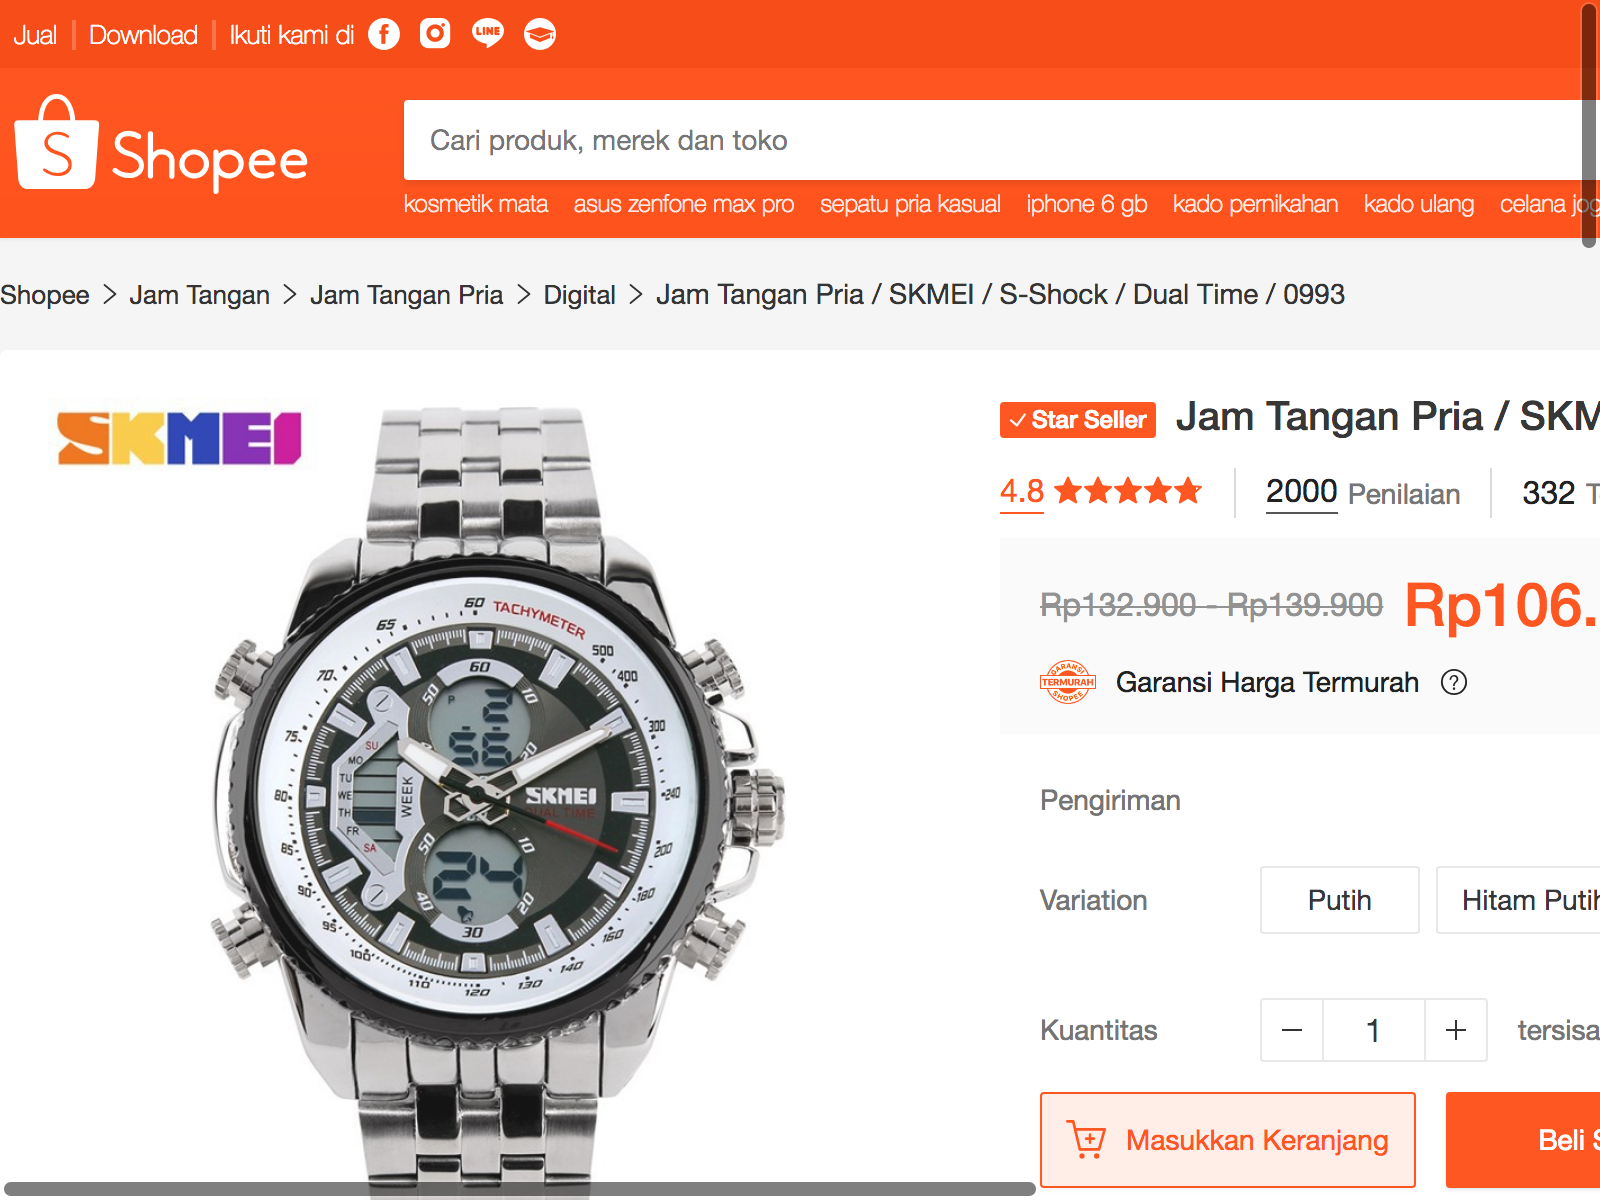 Jual
Download
Ikuti kami di
LINE
Shopee
Cari produk, merek dan toko
kosmetik mata asus zenfone max pro sepatu pria kasual iphone 6 gb kado pernikahan kado ulang celana jog
Shopee > Jam Tangan > Jam Tangan Pria > Digital > Jam Tangan Pria / SKMEI / S-Shock / Dual Time / 0993
SKMEI
60 TACHYMETER
65
500
70
400
60
50
10
P
2
75
300
SU
56
20
MO
TU
WE
TH
FR
SA
WEEK
80
240
SKMEI
DUAL TIME
85
50
10
200
24
90
40
20
180
95
30
160
100
140
110
120
130
Star Seller
Jam Tangan Pria / SKM
4.8
2000 Penilaian
332 T
Rp132.900 - Rp139.900
Rp106.
GARANSI
TERMURAH
SHOPEE
Garansi Harga Termurah ?
Pengiriman
Variation
Putih
Hitam Putih
Kuantitas
− 1 +
tersisa
Masukkan Keranjang
Beli S